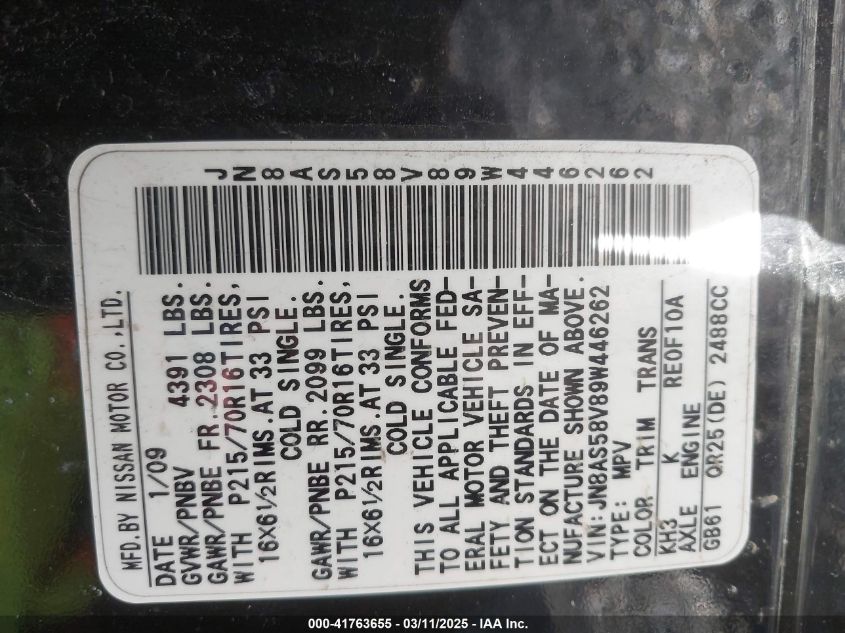 JN8AS58V89W446262
MFD.BY NISSAN MOTOR CO.,LTD.
DATE 1/09
GVWR/PNBV 4391 LBS.
GAWR/PNBE FR.2308 LBS.
WITH P215/70R16TIRES,
16X61/2RIMS.AT 33 PSI
COLD SINGLE.
GAWR/PNBE RR.2099 LBS.
WITH P215/70R16TIRES,
16X61/2RIMS AT 33 PSI
COLD SINGLE.
THIS VEHICLE CONFORMS
TO ALL APPLICABLE FED-
ERAL MOTOR VEHICLE SA-
FETY AND THEFT PREVEN-
TION STANDARDS IN EFF-
ECT ON THE DATE OF MA-
NUFACTURE SHOWN ABOVE.
VIN:JN8AS58V89W446262
TYPE: MPV
COLOR TRIM TRANS
KH3 K RE0F10A
AXLE ENGINE
GB61 QR25(DE) 2488CC
000-41763655 - 03/11/2025 - IAA Inc.